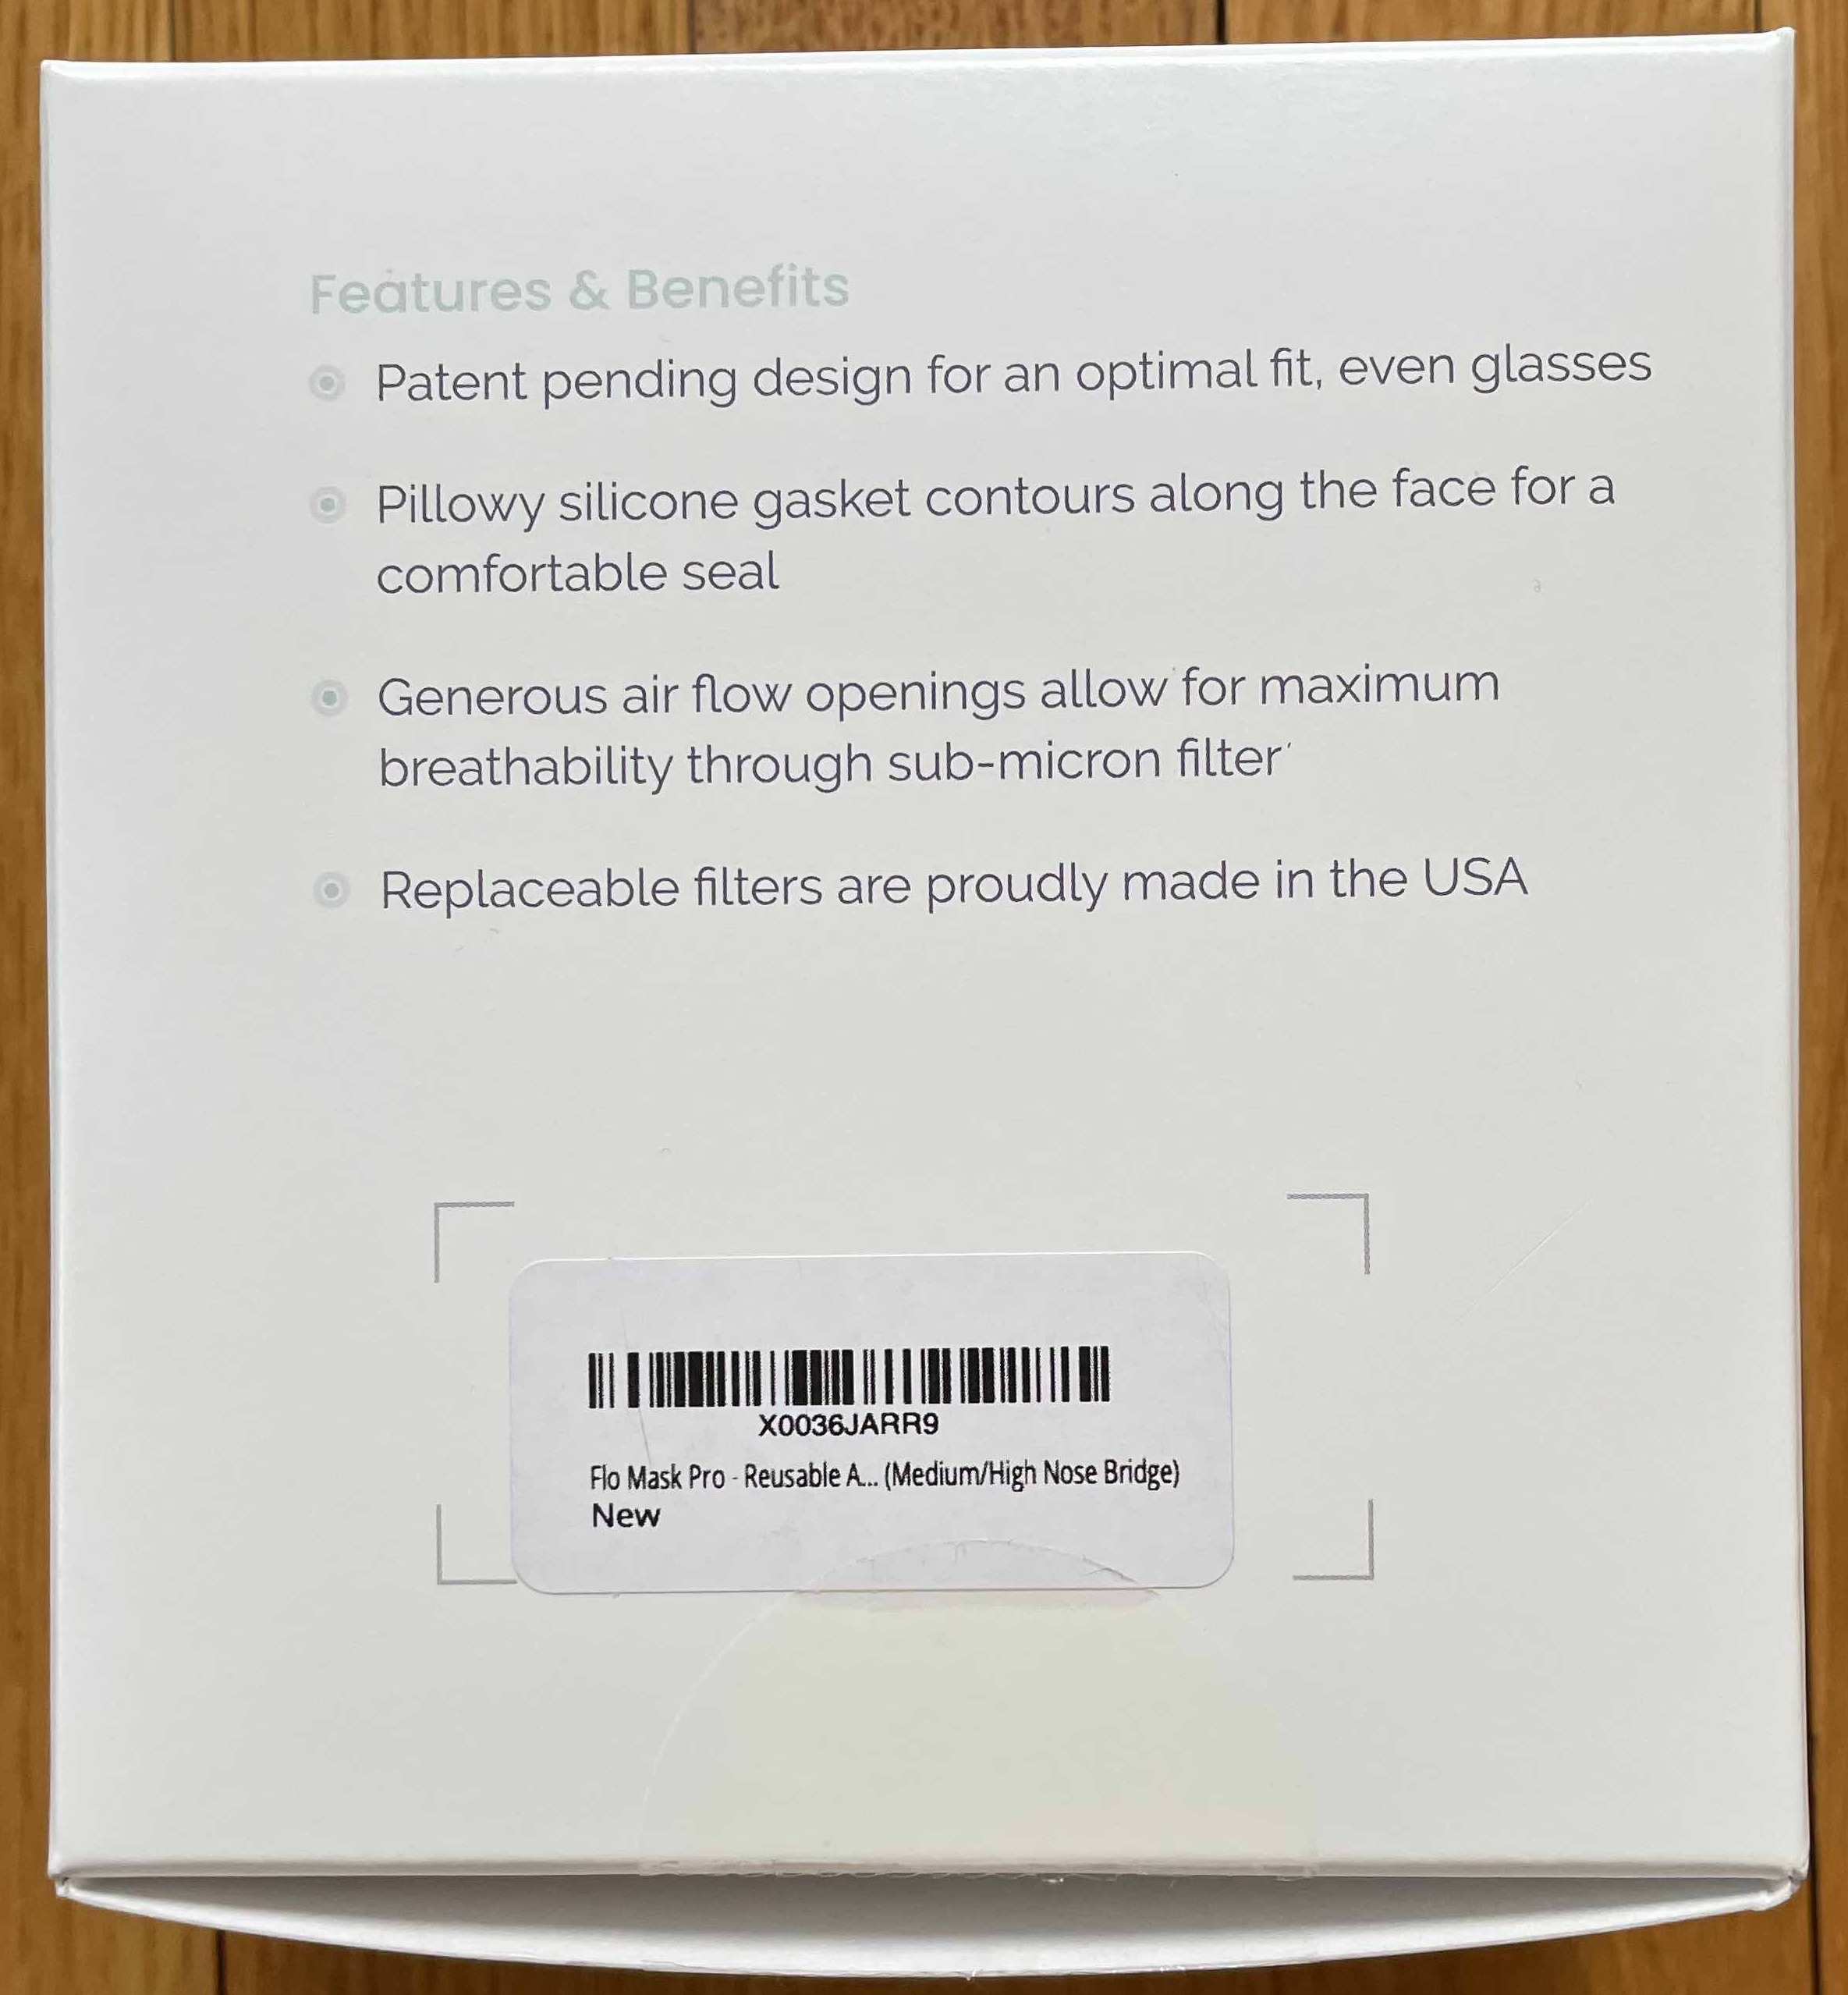 Features & Benefits
Patent pending design for an optimal fit, even glasses
Pillowy silicone gasket contours along the face for a
comfortable seal
Generous air flow openings allow for maximum
breathability through sub-micron filter
Replaceable filters are proudly made in the USA
X0036JARR9
Flo Mask Pro - Reusable A... (Medium/High Nose Bridge)
New